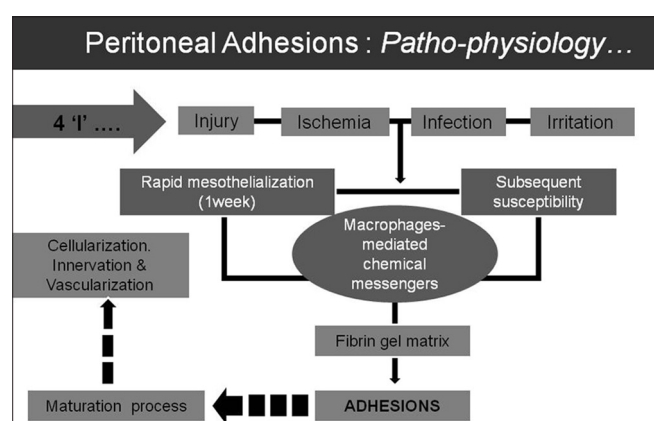 Peritoneal Adhesions : Patho-physiology…
4 'I' ....
Injury
Ischemia
Infection
Irritation
Rapid mesothelialization
(1week)
Subsequent
susceptibility
Macrophages-
mediated
chemical
messengers
Cellularization.
Innervation &
Vascularization
Fibrin gel matrix
Maturation process
ADHESIONS